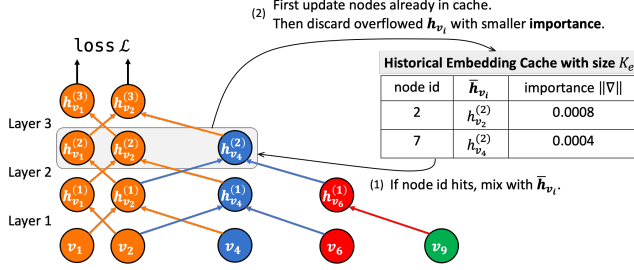 (2) First update nodes already in cache.
Then discard overflowed h_{v_i} with smaller importance.
loss ℒ
Historical Embedding Cache with size K_e
node id h̄_{v_i} importance ‖∇‖
2 h_{v_2}^{(2)} 0.0008
7 h_{v_4}^{(2)} 0.0004
h_{v_1}^{(3)} h_{v_2}^{(3)}
Layer 3
h_{v_1}^{(2)} h_{v_2}^{(2)} h_{v_4}^{(2)}
Layer 2
(1) If node id hits, mix with h̄_{v_i}.
h_{v_1}^{(1)} h_{v_2}^{(1)} h_{v_4}^{(1)} h_{v_6}^{(1)}
Layer 1
v_1 v_2 v_4 v_6 v_9